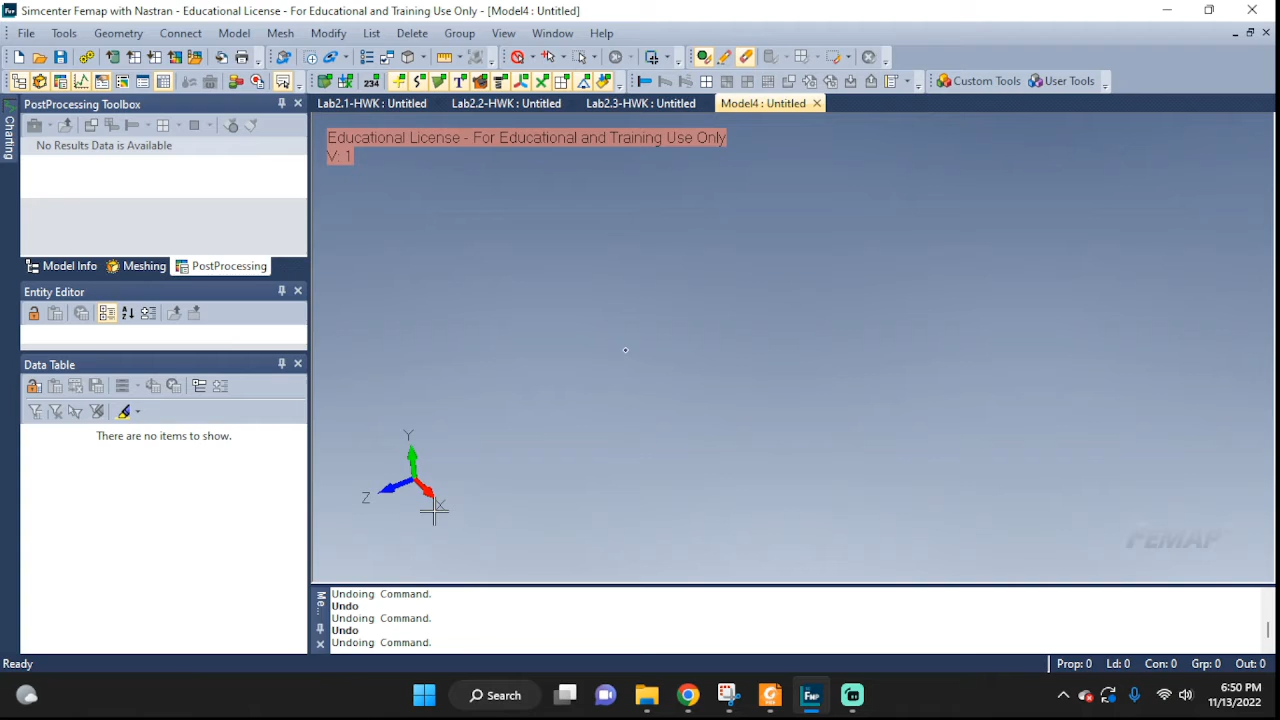 Simcenter Femap with Nastran - Educational License - For Educational and Training Use Only - [Model4 : Untitled]
File Tools Geometry Connect Model Mesh Modify List Delete Group View Window Help
234
T
Custom Tools User Tools
Charting
PostProcessing Toolbox
Lab2.1-HWK : Untitled Lab2.2-HWK : Untitled Lab2.3-HWK : Untitled Model4 : Untitled
No Results Data is Available
Educational License - For Educational and Training Use Only
V: 1
Model Info Meshing PostProcessing
Entity Editor
Data Table
There are no items to show.
Y
Z
X
FEMAP
Me...
Undoing Command.
Undo
Undoing Command.
Undo
Undoing Command.
Ready
Prop: 0 Ld: 0 Con: 0 Grp: 0 Out: 0
Search
6:50 PM
11/13/2022